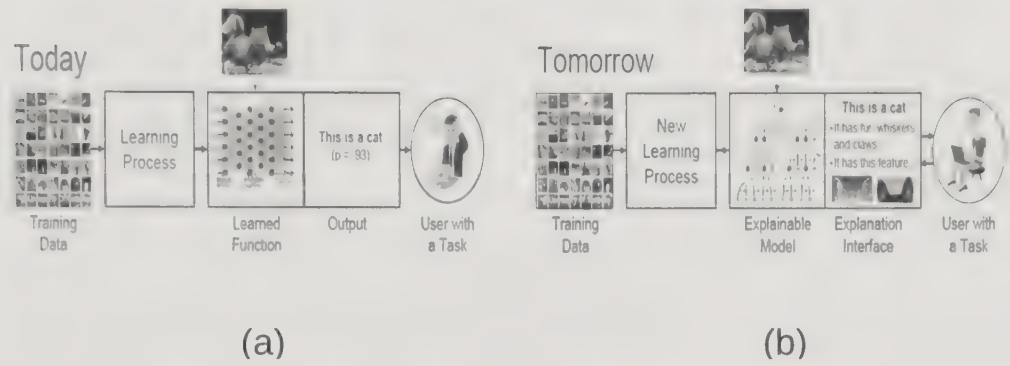 Today
Learning
Process
This is a cat
(p = .93)
Training
Data
Learned
Function
Output
User with
a Task
(a)
Tomorrow
New
Learning
Process
This is a cat
•It has fur, whiskers
and claws
•It has this feature
Training
Data
Explainable
Model
Explanation
Interface
User with
a Task
(b)